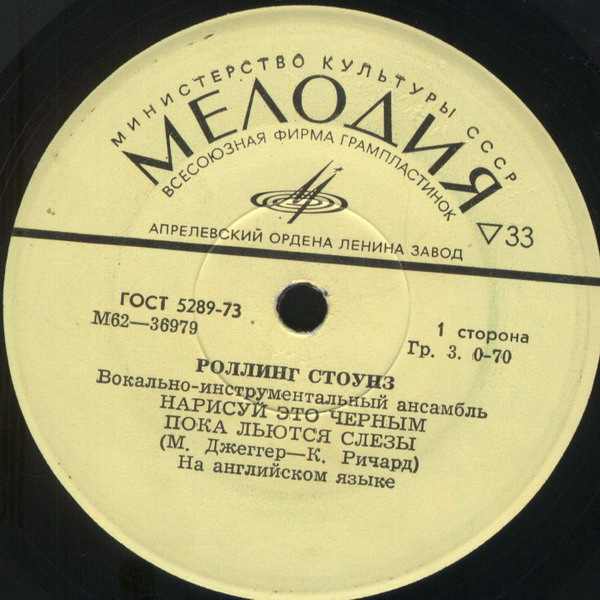 МИНИСТЕРСТВО КУЛЬТУРЫ СССР
МЕЛОДИЯ
ВСЕСОЮЗНАЯ ФИРМА ГРАМПЛАСТИНОК
▽33
АПРЕЛЕВСКИЙ ОРДЕНА ЛЕНИНА ЗАВОД
ГОСТ 5289-73
М62—36979
1 сторона
Гр. 3. 0-70
РОЛЛИНГ СТОУНЗ
Вокально-инструментальный ансамбль
НАРИСУЙ ЭТО ЧЕРНЫМ
ПОКА ЛЬЮТСЯ СЛЕЗЫ
(М. Джеггер—К. Ричард)
На английском языке